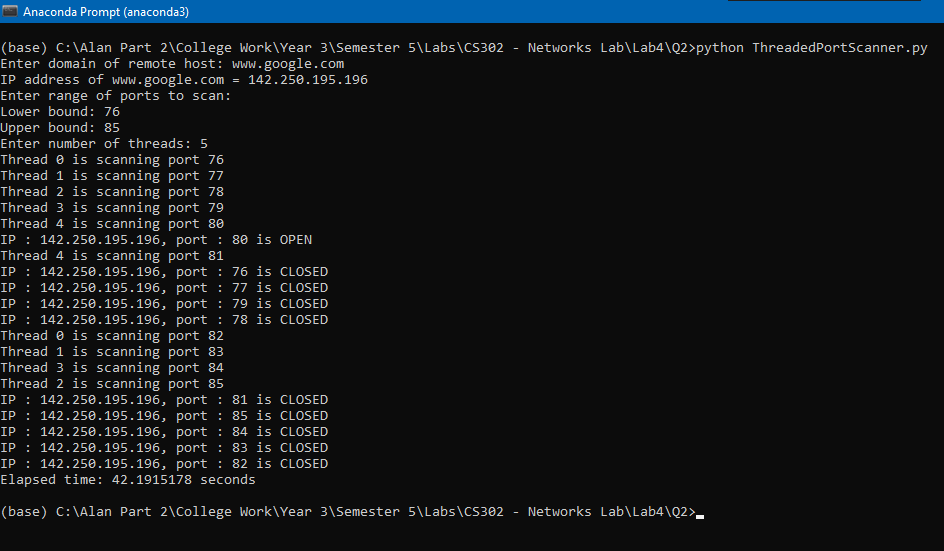 Anaconda Prompt (anaconda3)
(base) C:\Alan Part 2\College Work\Year 3\Semester 5\Labs\CS302 - Networks Lab\Lab4\Q2>python ThreadedPortScanner.py
Enter domain of remote host: www.google.com
IP address of www.google.com = 142.250.195.196
Enter range of ports to scan:
Lower bound: 76
Upper bound: 85
Enter number of threads: 5
Thread 0 is scanning port 76
Thread 1 is scanning port 77
Thread 2 is scanning port 78
Thread 3 is scanning port 79
Thread 4 is scanning port 80
IP : 142.250.195.196, port : 80 is OPEN
Thread 4 is scanning port 81
IP : 142.250.195.196, port : 76 is CLOSED
IP : 142.250.195.196, port : 77 is CLOSED
IP : 142.250.195.196, port : 79 is CLOSED
IP : 142.250.195.196, port : 78 is CLOSED
Thread 0 is scanning port 82
Thread 1 is scanning port 83
Thread 3 is scanning port 84
Thread 2 is scanning port 85
IP : 142.250.195.196, port : 81 is CLOSED
IP : 142.250.195.196, port : 85 is CLOSED
IP : 142.250.195.196, port : 84 is CLOSED
IP : 142.250.195.196, port : 83 is CLOSED
IP : 142.250.195.196, port : 82 is CLOSED
Elapsed time: 42.1915178 seconds
(base) C:\Alan Part 2\College Work\Year 3\Semester 5\Labs\CS302 - Networks Lab\Lab4\Q2>